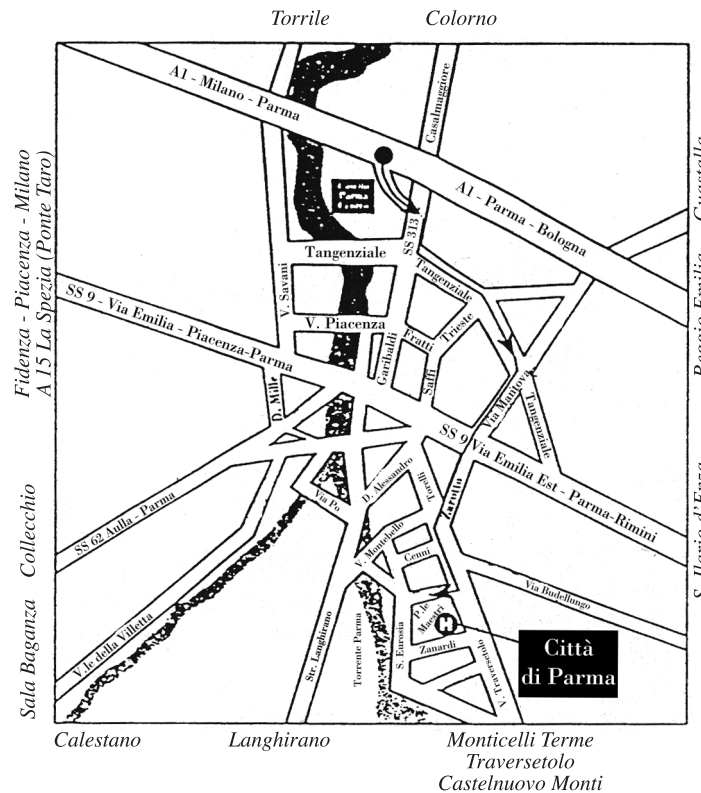 Torrile
Colorno
A1 - Milano - Parma
Casalmaggiore
A1 - Parma - Bologna
Fidenza - Piacenza - Milano
A 15 La Spezia (Ponte Taro)
SS 313
Tangenziale
Tangenziale
V. Savani
SS 9 - Via Emilia - Piacenza-Parma
V. Piacenza
Garibaldi
Fratti
Trieste
Saffi
D. Mille
Via Mantova
Tangenziale
SS 9 Via Emilia Est - Parma-Rimini
D. Alessandro
Torelli
Zarotto
Via Po
SS 62 Aulla - Parma
Collecchio
V. Montebello
Cenni
Via Budellungo
P.le
Maestri
H
Zanardi
S. Eurosia
V. Traversetolo
Torrente Parma
Str. Langhirano
V.le della Villetta
Sala Baganza
Città
di Parma
Calestano
Langhirano
Monticelli Terme
Traversetolo
Castelnuovo Monti